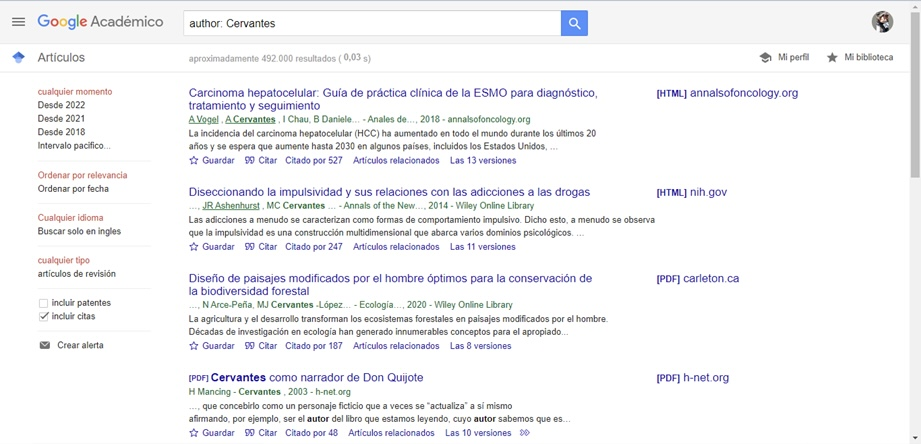 Google Académico
author: Cervantes
Artículos
aproximadamente 492.000 resultados ( 0,03 s)
Mi perfil
Mi biblioteca
cualquier momento
Desde 2022
Desde 2021
Desde 2018
Intervalo pacifico...
Ordenar por relevancia
Ordenar por fecha
Cualquier idioma
Buscar solo en ingles
cualquier tipo
artículos de revisión
incluir patentes
incluir citas
Crear alerta
Carcinoma hepatocelular: Guía de práctica clínica de la ESMO para diagnóstico,
tratamiento y seguimiento
A Vogel , A Cervantes , I Chau, B Daniele... - Anales de..., 2018 - annalsofoncology.org
La incidencia del carcinoma hepatocelular (HCC) ha aumentado en todo el mundo durante los últimos 20
años y se espera que aumente hasta 2030 en algunos países, incluidos los Estados Unidos, ...
Guardar Citar Citado por 527 Artículos relacionados Las 13 versiones
[HTML] annalsofoncology.org
Diseccionando la impulsividad y sus relaciones con las adicciones a las drogas
..., JR Ashenhurst , MC Cervantes ... - Annals of the New..., 2014 - Wiley Online Library
Las adicciones a menudo se caracterizan como formas de comportamiento impulsivo. Dicho esto, a menudo se observa
que la impulsividad es una construcción multidimensional que abarca varios dominios psicológicos. ...
Guardar Citar Citado por 247 Artículos relacionados Las 11 versiones
[HTML] nih.gov
Diseño de paisajes modificados por el hombre óptimos para la conservación de
la biodiversidad forestal
..., N Arce-Peña, MJ Cervantes -López... - Ecología..., 2020 - Wiley Online Library
La agricultura y el desarrollo transforman los ecosistemas forestales en paisajes modificados por el hombre.
Décadas de investigación en ecología han generado innumerables conceptos para el apropiado...
Guardar Citar Citado por 187 Artículos relacionados Las 8 versiones
[PDF] carleton.ca
[PDF] Cervantes como narrador de Don Quijote
H Mancing - Cervantes , 2003 - h-net.org
..., que concebirlo como un personaje ficticio que a veces se “actualiza” a sí mismo
afirmando, por ejemplo, ser el autor del libro que estamos leyendo, cuyo autor sabemos que es...
Guardar Citar Citado por 48 Artículos relacionados Las 10 versiones
[PDF] h-net.org